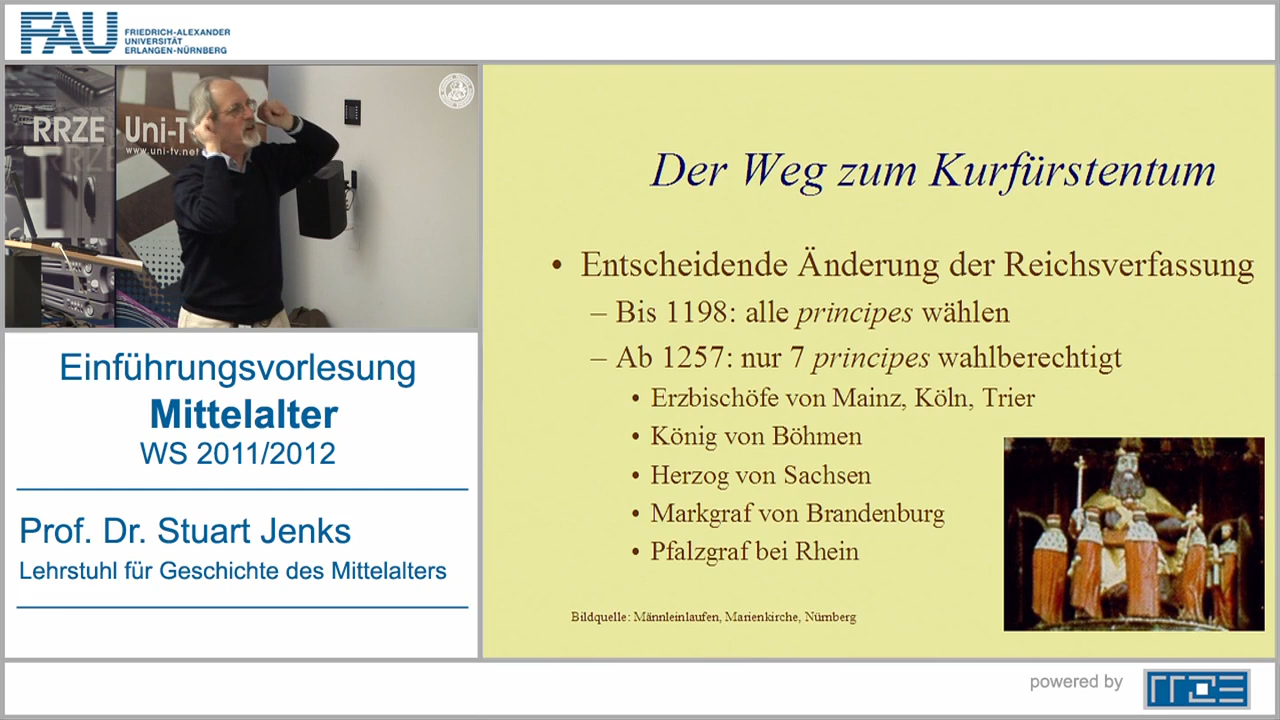 FAU
FRIEDRICH-ALEXANDER
UNIVERSITÄT
ERLANGEN-NÜRNBERG
RRZE
Uni-T
www.uni-tv.net
Einführungsvorlesung
Mittelalter
WS 2011/2012
Prof. Dr. Stuart Jenks
Lehrstuhl für Geschichte des Mittelalters
Der Weg zum Kurfürstentum
• Entscheidende Änderung der Reichsverfassung
– Bis 1198: alle principes wählen
– Ab 1257: nur 7 principes wahlberechtigt
• Erzbischöfe von Mainz, Köln, Trier
• König von Böhmen
• Herzog von Sachsen
• Markgraf von Brandenburg
• Pfalzgraf bei Rhein
Bildquelle: Männleinlaufen, Marienkirche, Nürnberg
powered by
rrze